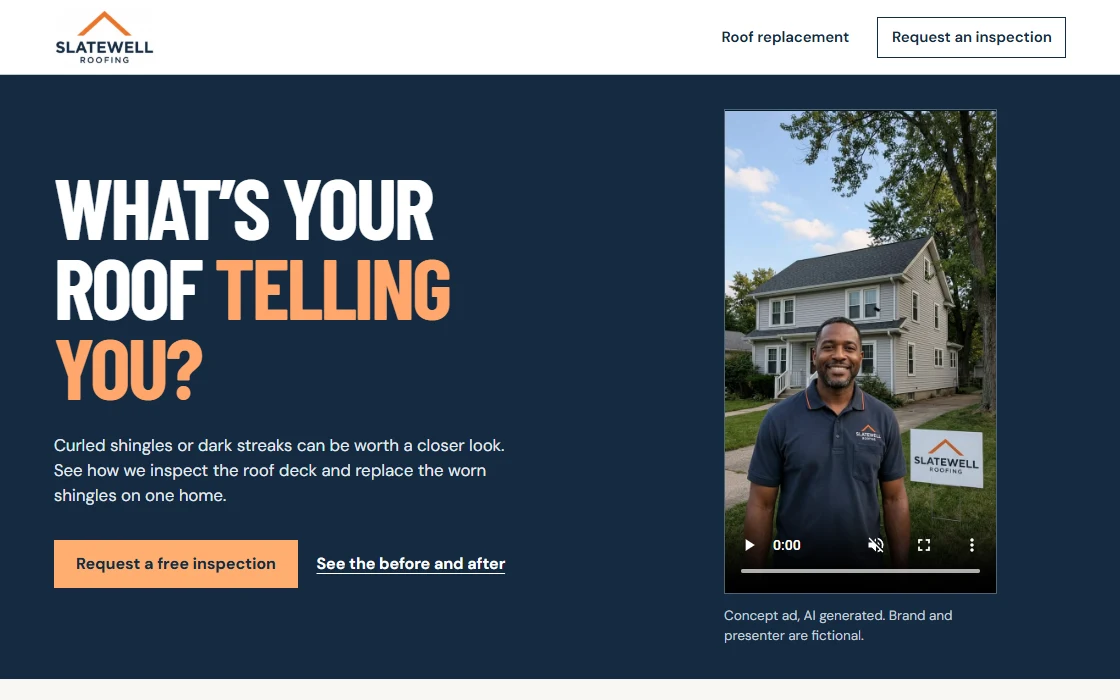 SLATEWELL
ROOFING
Roof replacement
Request an inspection
WHAT’S YOUR
ROOF TELLING
YOU?
Curled shingles or dark streaks can be worth a closer look.
See how we inspect the roof deck and replace the worn
shingles on one home.
Request a free inspection
See the before and after
SLATEWELL
ROOFING
SLATEWELL
ROOFING
0:00
Concept ad, AI generated. Brand and
presenter are fictional.